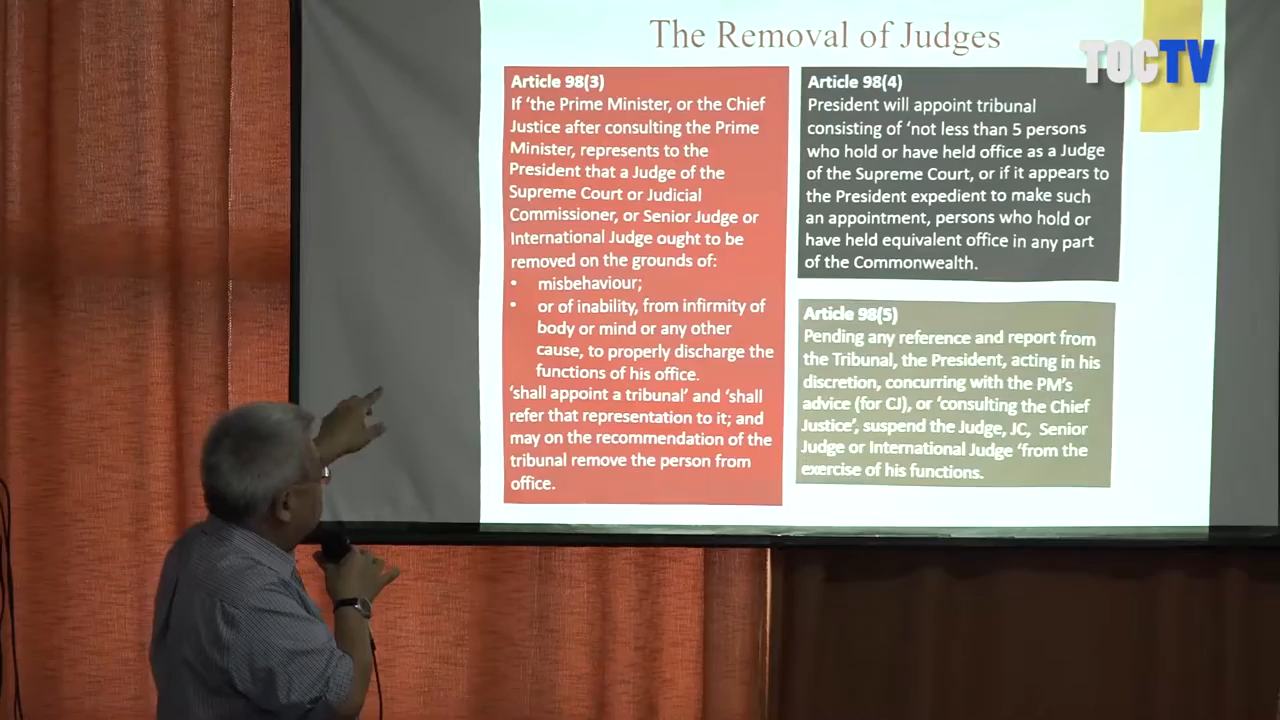 The Removal of Judges
TOCTV
Article 98(3)
If ‘the Prime Minister, or the Chief
Justice after consulting the Prime
Minister, represents to the
President that a Judge of the
Supreme Court or Judicial
Commissioner, or Senior Judge or
International Judge ought to be
removed on the grounds of:
• misbehaviour;
• or of inability, from infirmity of
body or mind or any other
cause, to properly discharge the
functions of his office.
‘shall appoint a tribunal’ and ‘shall
refer that representation to it; and
may on the recommendation of the
tribunal remove the person from
office.
Article 98(4)
President will appoint tribunal
consisting of ‘not less than 5 persons
who hold or have held office as a Judge
of the Supreme Court, or if it appears to
the President expedient to make such
an appointment, persons who hold or
have held equivalent office in any part
of the Commonwealth.
Article 98(5)
Pending any reference and report from
the Tribunal, the President, acting in his
discretion, concurring with the PM’s
advice (for CJ), or ‘consulting the Chief
Justice’, suspend the Judge, JC, Senior
Judge or International Judge ‘from the
exercise of his functions.